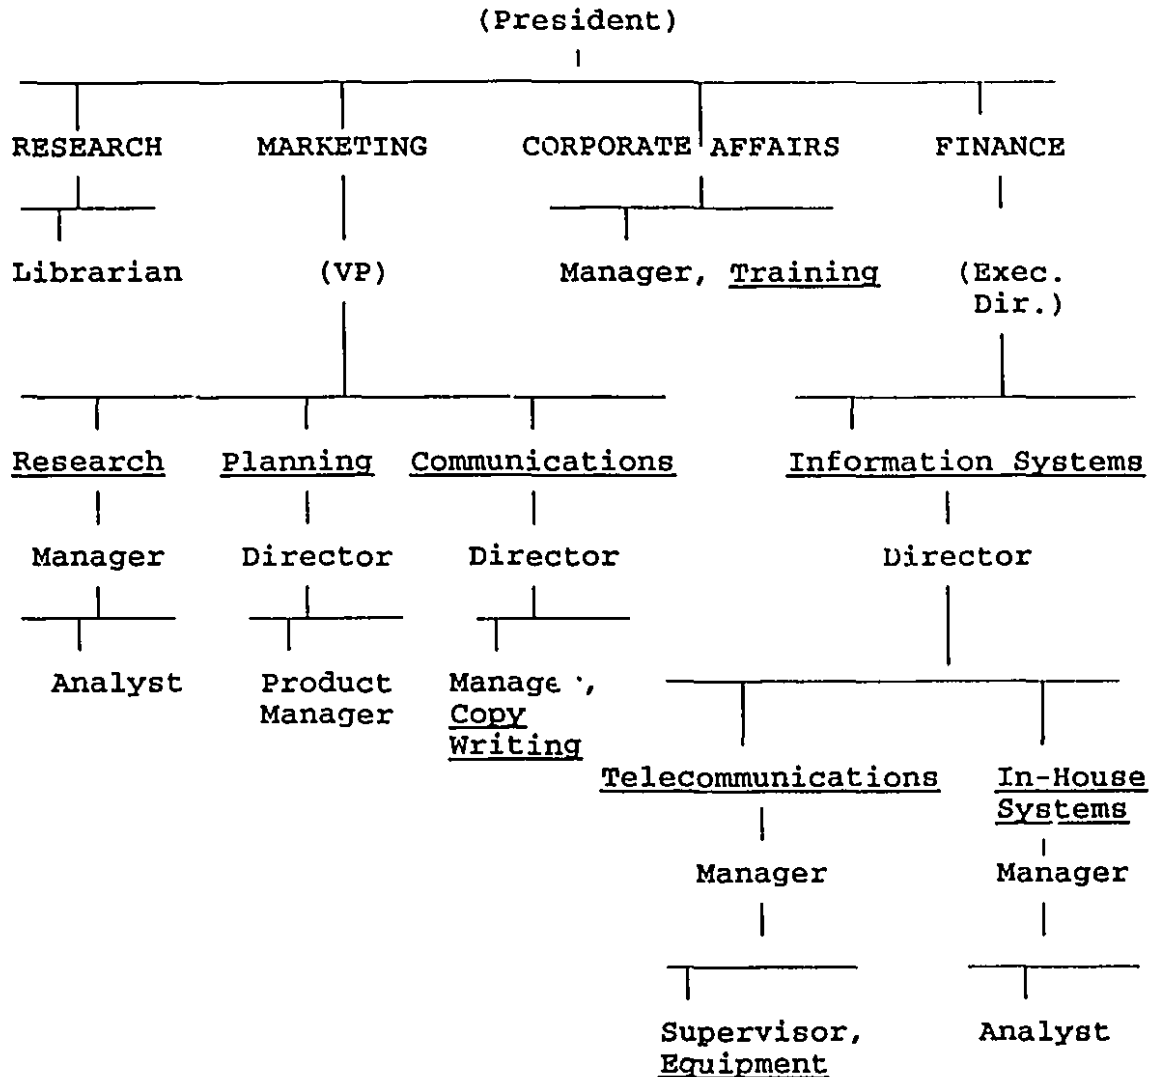 (President)
RESEARCH MARKETING CORPORATE AFFAIRS FINANCE
Librarian (VP) Manager, Training (Exec.
Dir.)
Research Planning Communications Information Systems
Manager Director Director Director
Analyst Product Manager,
Manager Copy
Writing
Telecommunications In-House
Systems
Manager Manager
Supervisor, Analyst
Equipment